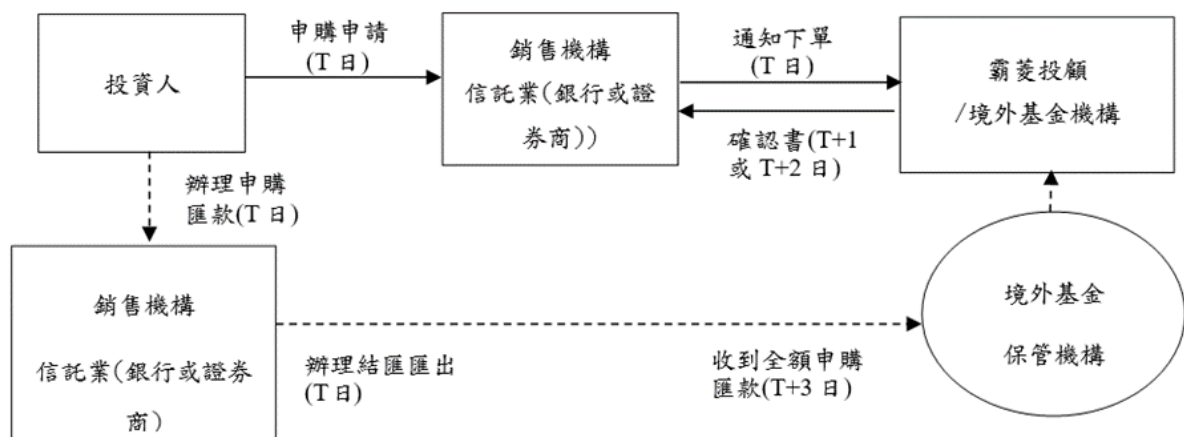 投資人
申購申請
(T 日)
銷售機構
信託業(銀行或證
券商))
通知下單
(T 日)
確認書(T+1
或 T+2 日)
霸菱投顧
/境外基金機構
辦理申購
匯款(T 日)
銷售機構
信託業(銀行或證券
商)
辦理結匯匯出
(T日)
收到全額申購
匯款(T+3 日)
境外基金
保管機構